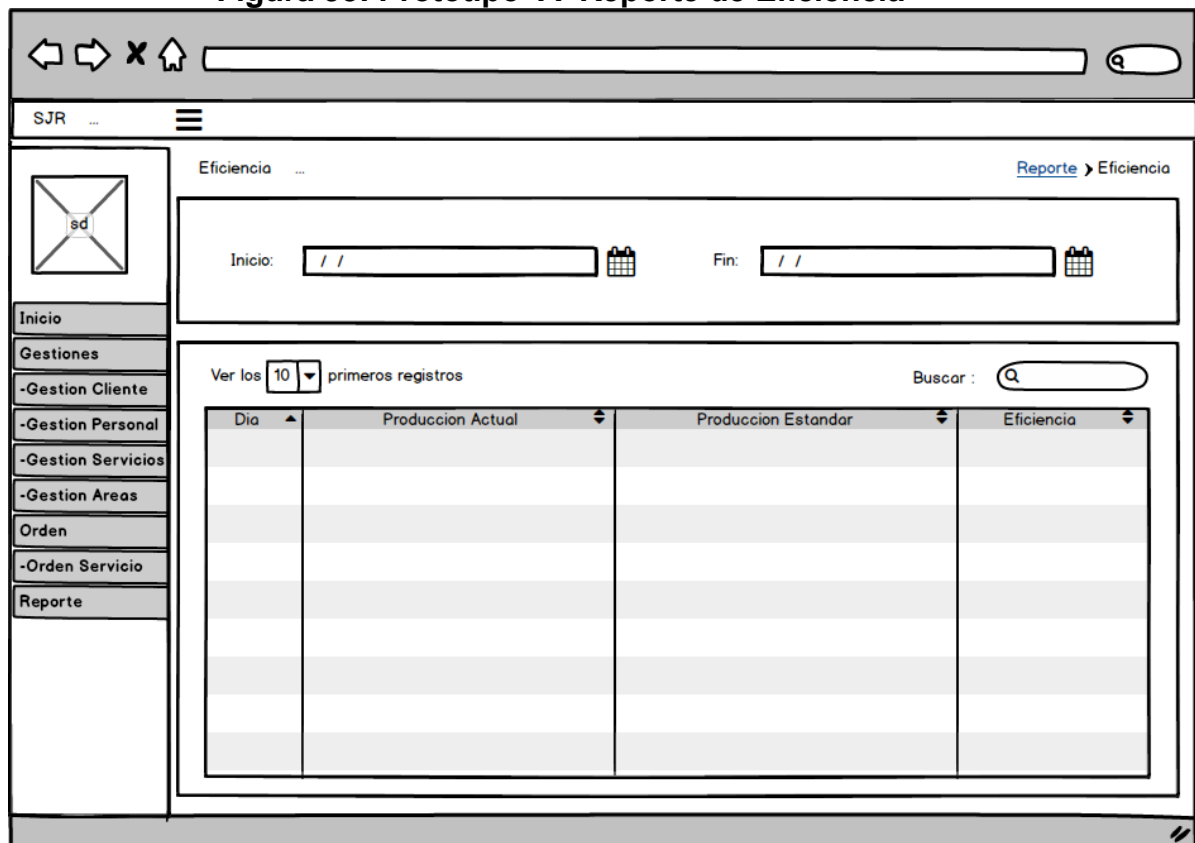 SJR ...
Eficiencia ...
Reporte > Eficiencia
sd
Inicio: / /
Fin: / /
Inicio
Gestiones
-Gestion Cliente
-Gestion Personal
-Gestion Servicios
-Gestion Areas
Orden
-Orden Servicio
Reporte
Ver los 10 primeros registros
Buscar :
Dia
Produccion Actual
Produccion Estandar
Eficiencia